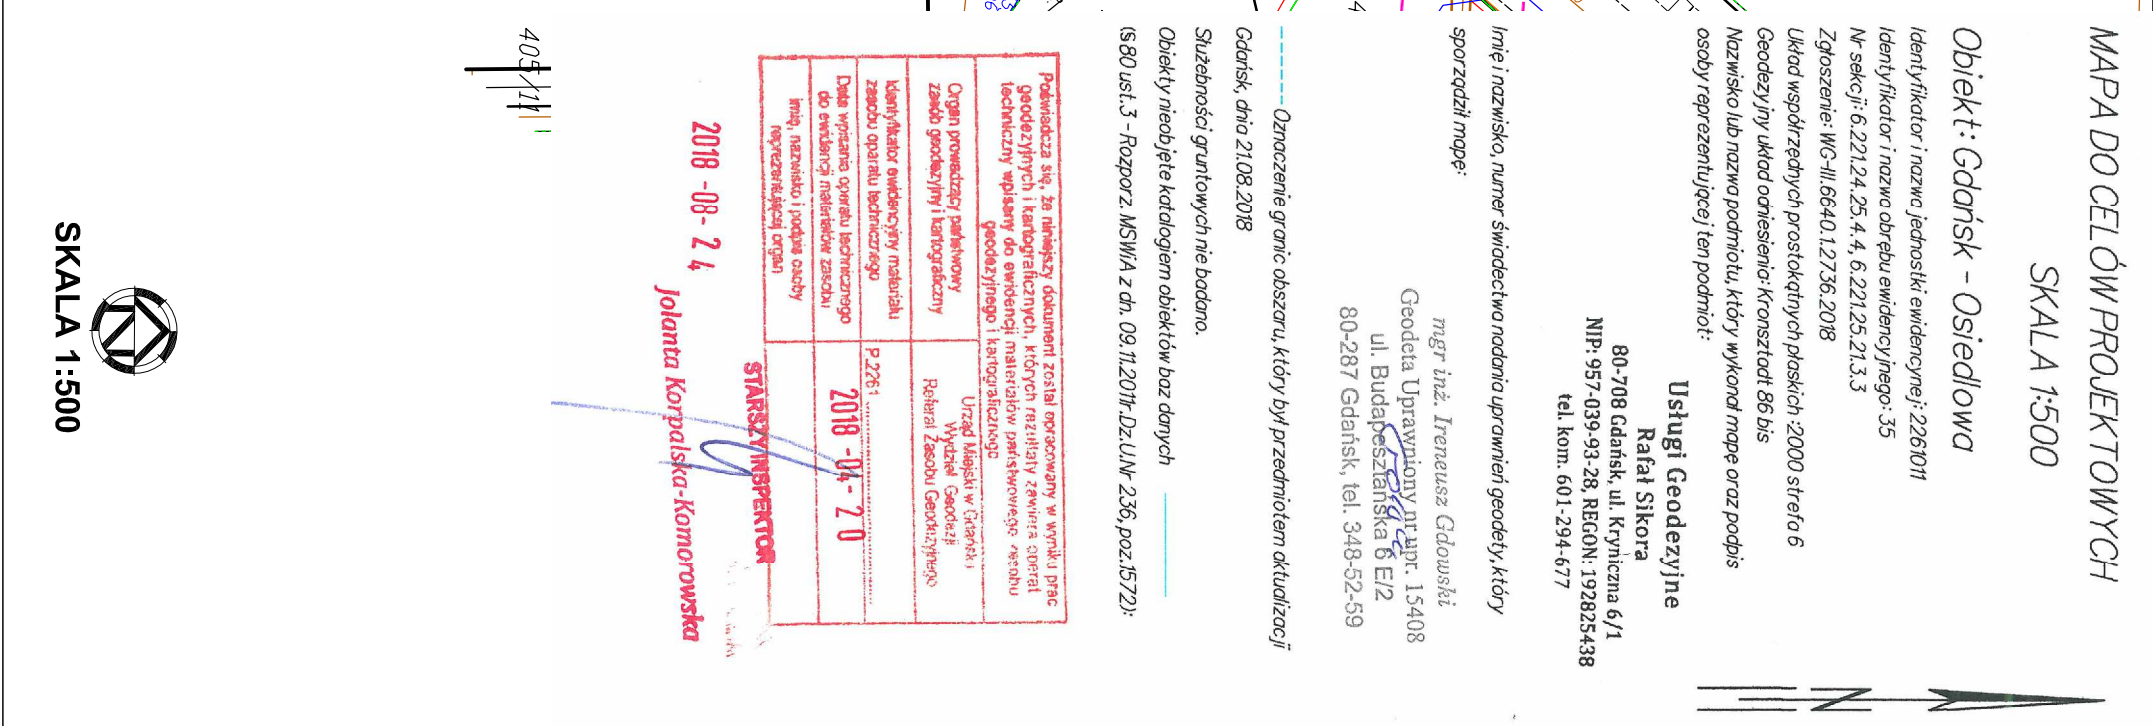 MAPA DO CELÓW PROJEKTOWYCH
SKALA 1:500
Obiekt: Gdańsk - Osiedlowa
Identyfikator i nazwa jednostki ewidencyjnej: 2261011
Identyfikator i nazwa obrębu ewidencyjnego: 35
Nr sekcji: 6.221.24.25.4.4, 6.221.25.21.3.3
Zgłoszenie: WG-III.6640.1.2736.2018
Układ współrzędnych prostokątnych płaskich :2000 strefa 6
Geodezyjny układ odniesienia: Kronsztadt 86 bis
Nazwisko lub nazwa podmiotu, który wykonał mapę oraz podpis
osoby reprezentującej ten podmiot:
Usługi Geodezyjne
Rafał Sikora
80-708 Gdańsk, ul. Kryniczna 6/1
NIP: 957-039-93-28, REGON: 192825438
tel. kom. 601-294-677
Imię i nazwisko, numer świadectwa nadania uprawnień geodety, który
sporządził mapę:
mgr inż. Ireneusz Gdowski
Geodeta Uprawniony nr upr. 15408
ul. Budapesztańska 6 E/2
80-287 Gdańsk, tel. 348-52-59
------- Oznaczenie granic obszaru, który był przedmiotem aktualizacji
Gdańsk, dnia 21.08.2018
Służebności gruntowych nie badano.
Obiekty nieobjęte katalogiem obiektów baz danych
(§ 80 ust.3 - Rozporz. MSWiA z dn. 09.11.2011r.Dz.U.Nr 236,poz.1572):
Poświadcza się, że niniejszy dokument został opracowany w wyniku prac
geodezyjnych i kartograficznych, których rezultaty zawiera operat
techniczny wpisany do ewidencji materiałów państwowego zasobu
geodezyjnego i kartograficznego
Organ prowadzący państwowy
zasób geodezyjny i kartograficzny
Urząd Miejski w Gdańsku
Wydział Geodezji
Referat Zasobu Geodezyjnego
Identyfikator ewidencyjny materiału
zasobu operatu technicznego
P.2261
Data wpisania operatu technicznego
do ewidencji materiałów zasobu
2018 -04- 20
Imię, nazwisko i podpis osoby
reprezentującej organ
STARSZY INSPEKTOR
2018 -08- 24
Jolanta Korpalska-Komorowska
405/11
N
SKALA 1:500